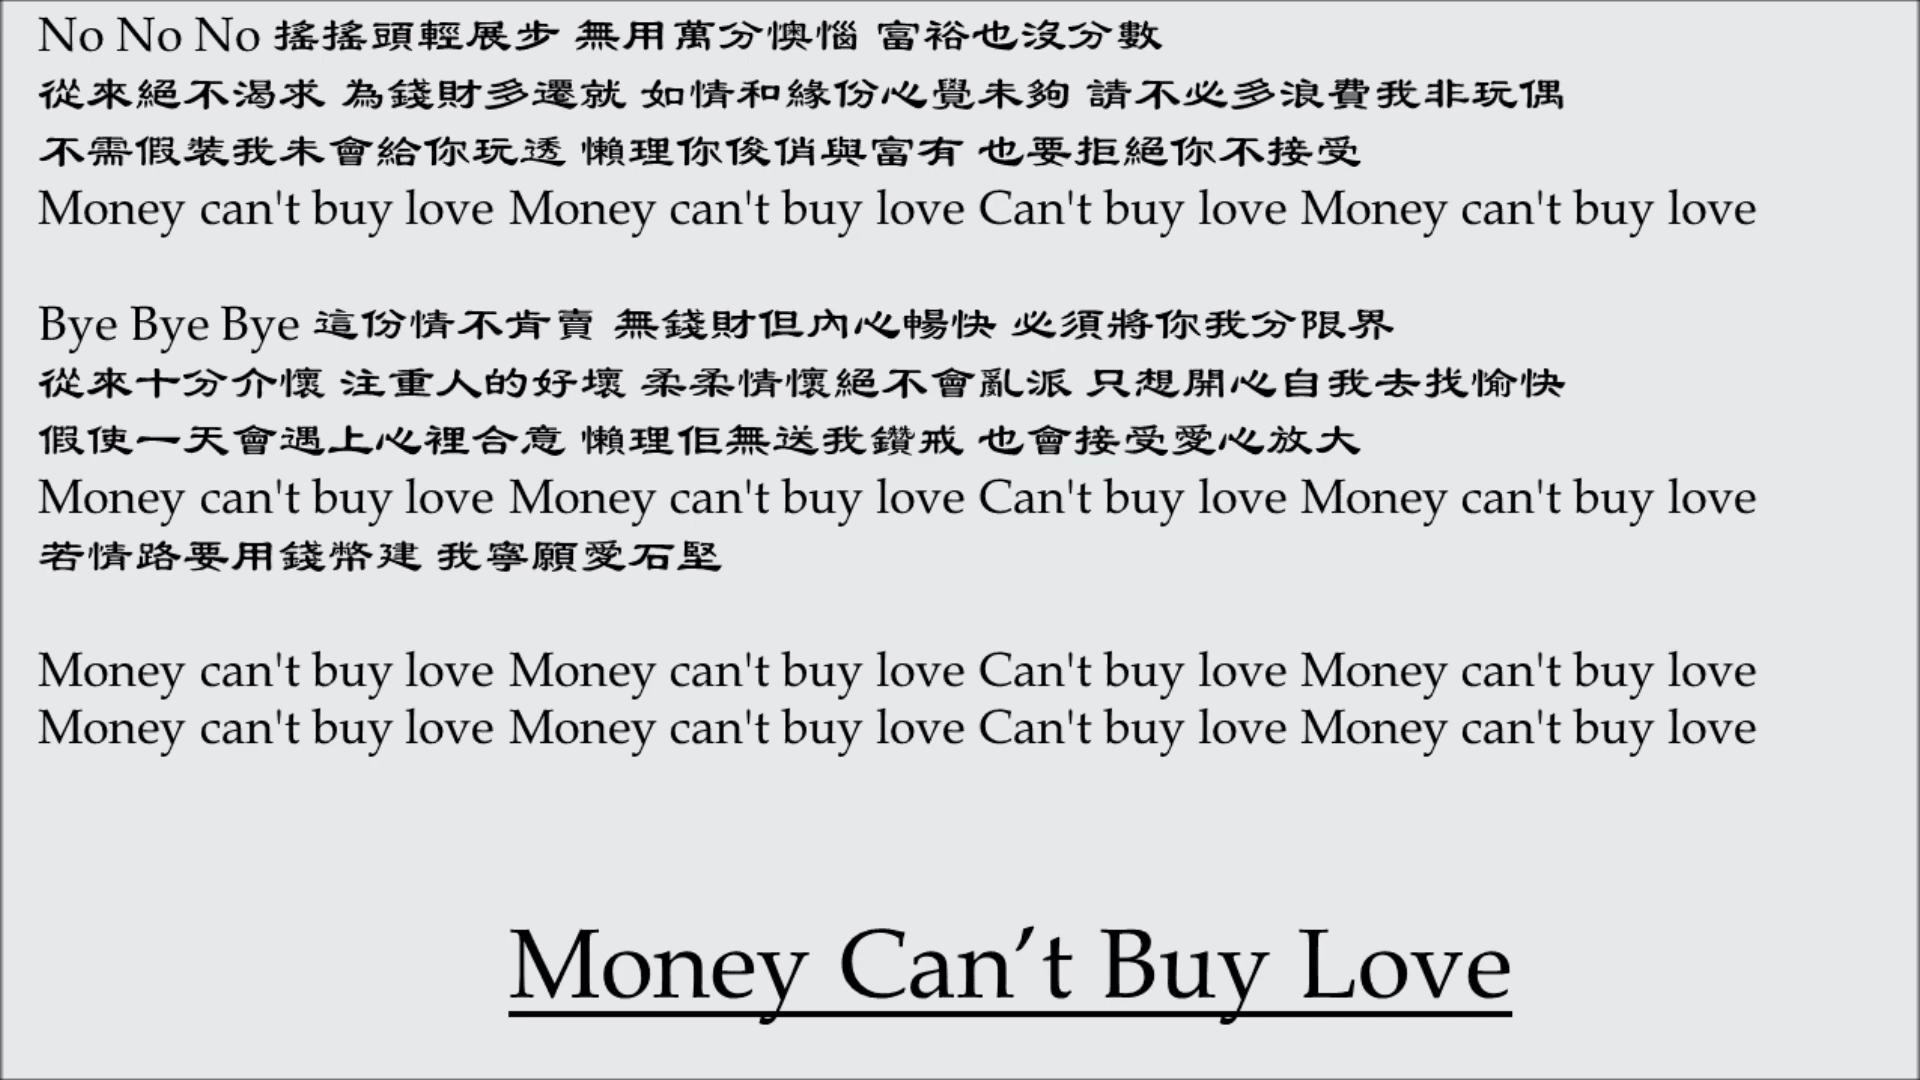 No No No 搖搖頭輕展步 無用萬分懊惱 富裕也沒分數
從來絕不渴求 為錢財多遷就 如情和緣份心覺未夠 請不必多浪費我非玩偶
不需假裝我未會給你玩透 懶理你俊俏與富有 也要拒絕你不接受
Money can't buy love Money can't buy love Can't buy love Money can't buy love
Bye Bye Bye 這份情不肯賣 無錢財但內心暢快 必須將你我分限界
從來十分介懷 注重人的好壞 柔柔情懷絕不會亂派 只想開心自我去找愉快
假使一天會遇上心裡合意 懶理佢無送我鑽戒 也會接受愛心放大
Money can't buy love Money can't buy love Can't buy love Money can't buy love
若情路要用錢幣建 我寧願愛石堅
Money can't buy love Money can't buy love Can't buy love Money can't buy love
Money can't buy love Money can't buy love Can't buy love Money can't buy love
Money Can’t Buy Love